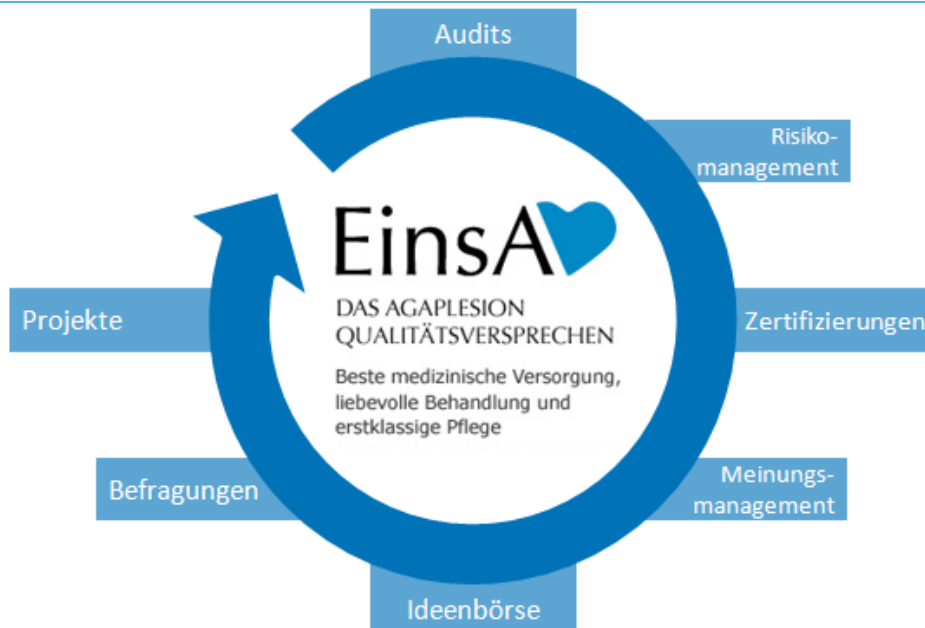 Audits
Risiko-
management
EinsA
DAS AGAPLESION
QUALITÄTSVERSPRECHEN
Projekte
Zertifizierungen
Beste medizinische Versorgung,
liebevolle Behandlung und
erstklassige Pflege
Befragungen
Meinungs-
management
Ideenbörse